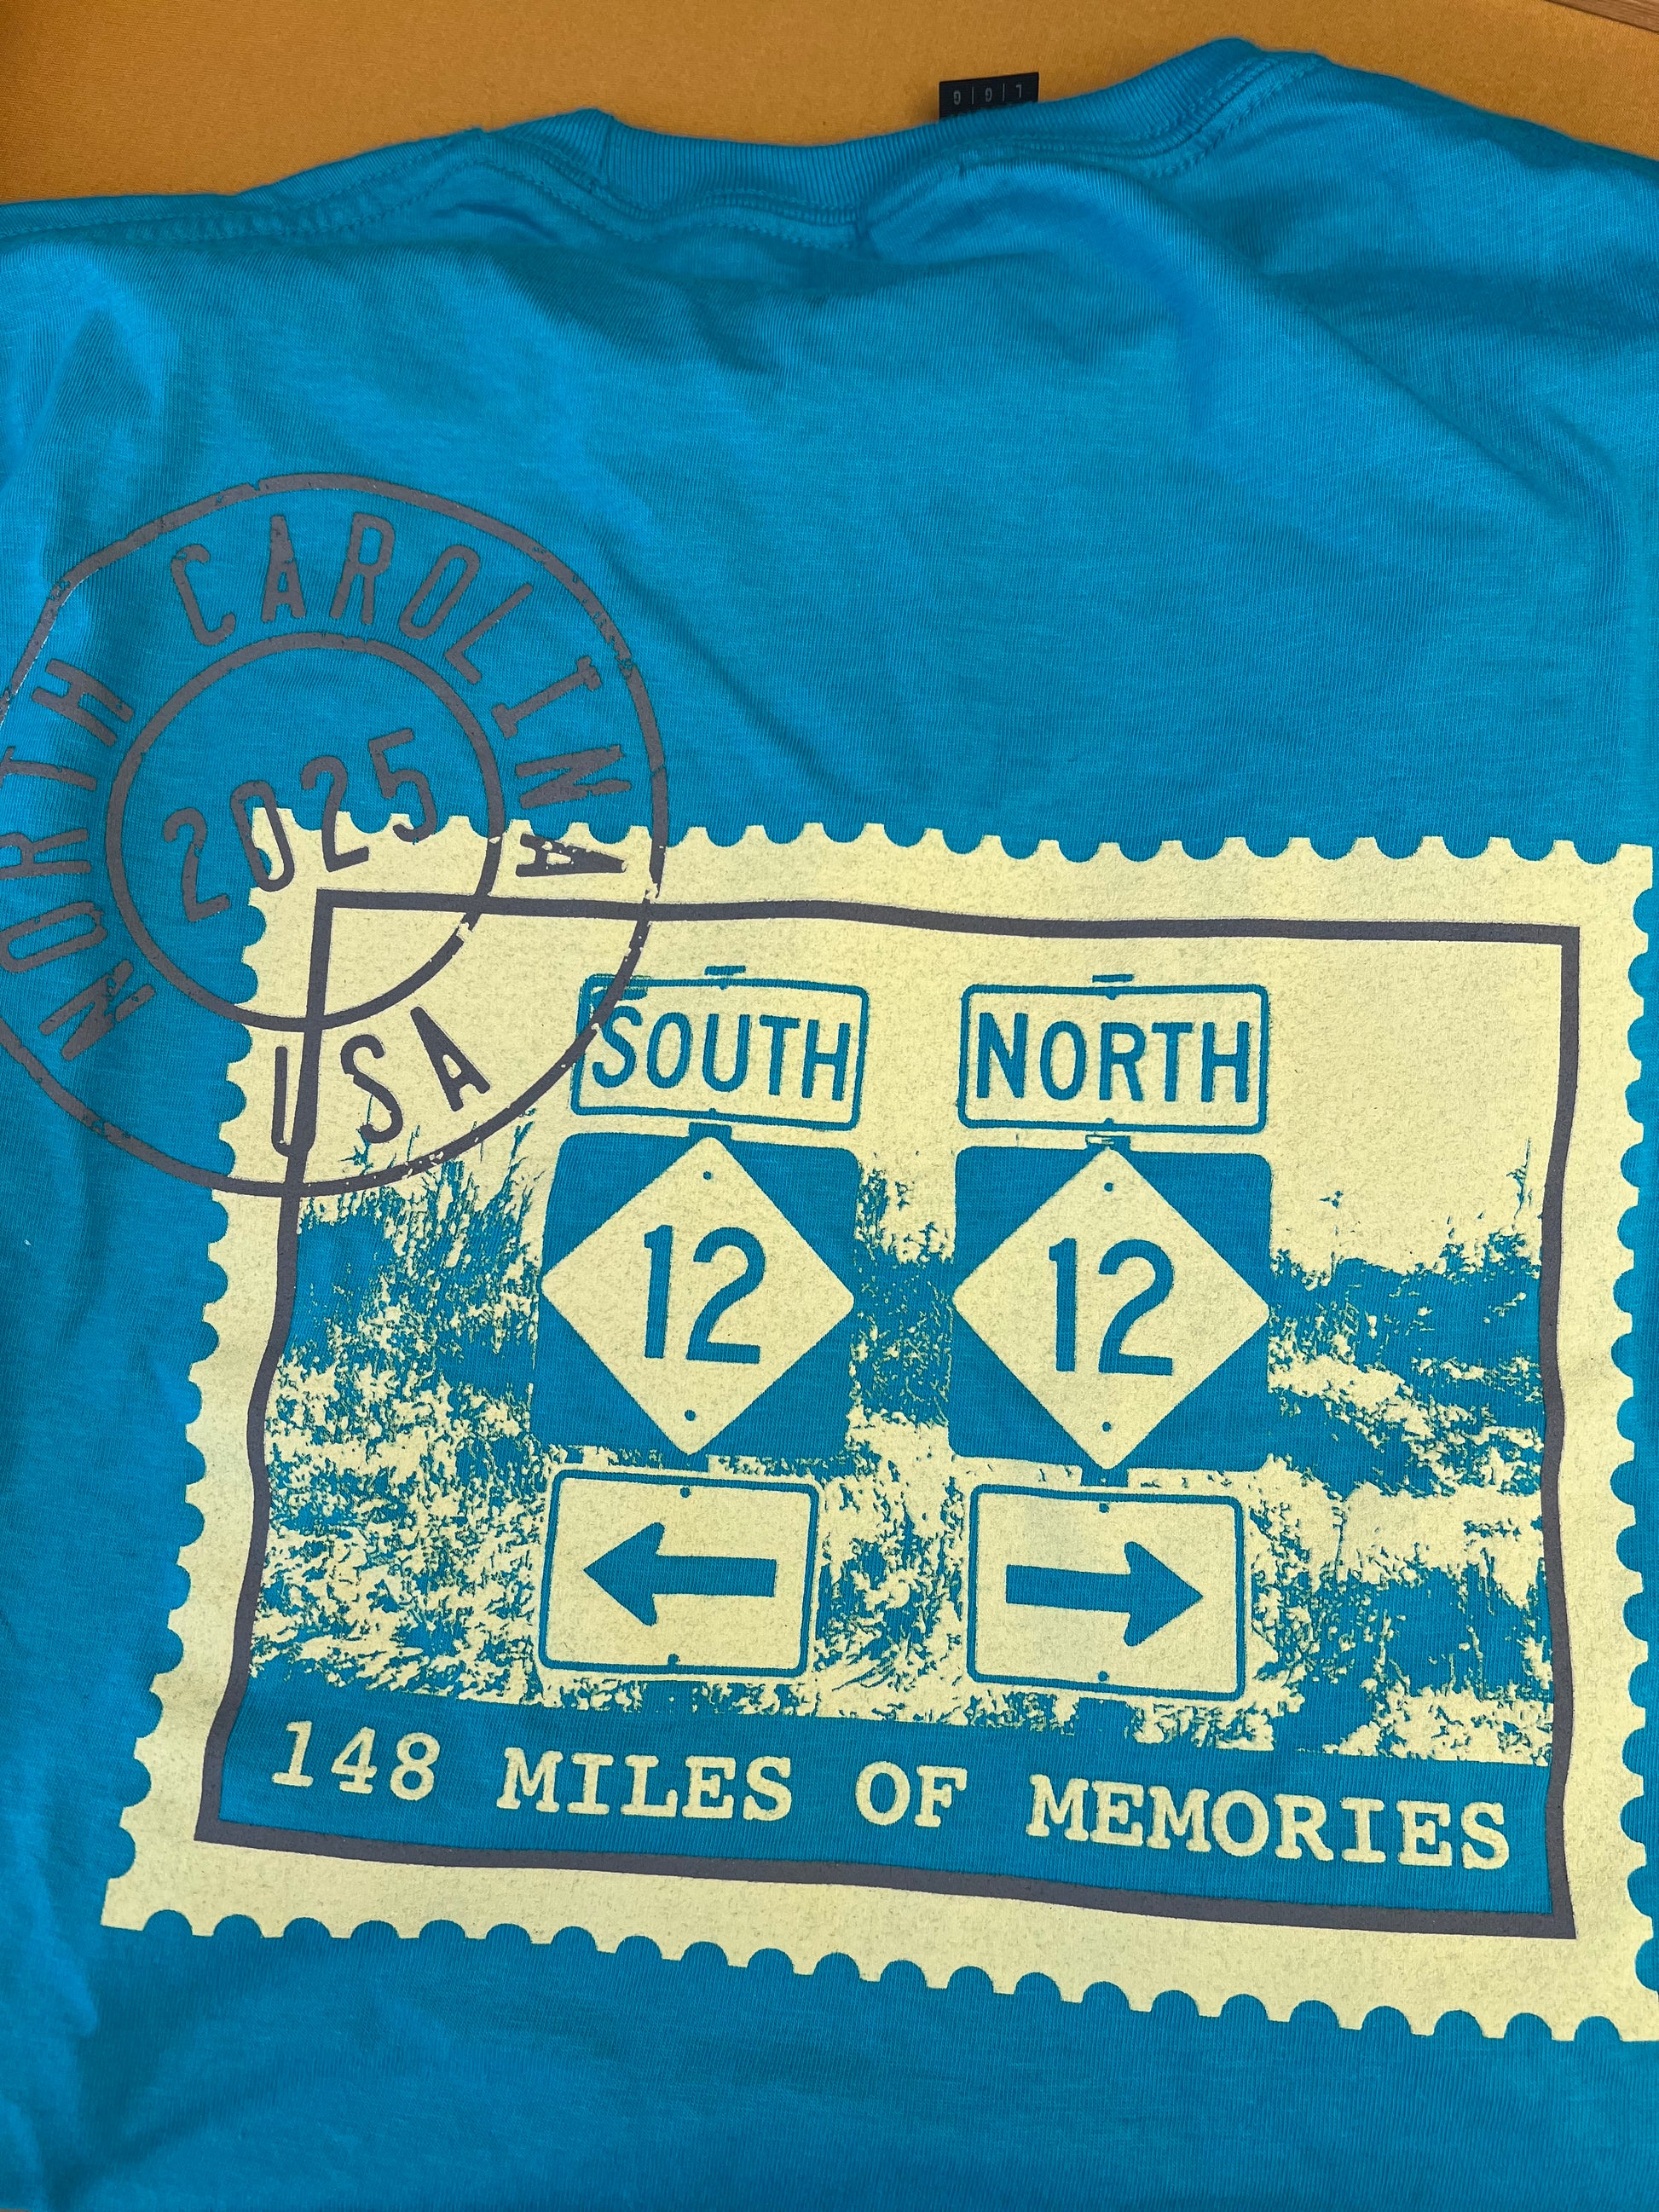 L|G|G
NORTH CAROLINA
2025
USA
SOUTH NORTH
12 12
148 MILES OF MEMORIES